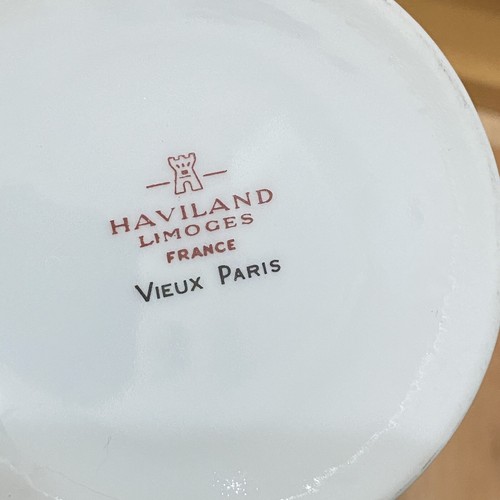 HAVILAND
LIMOGES
FRANCE
VIEUX PARIS